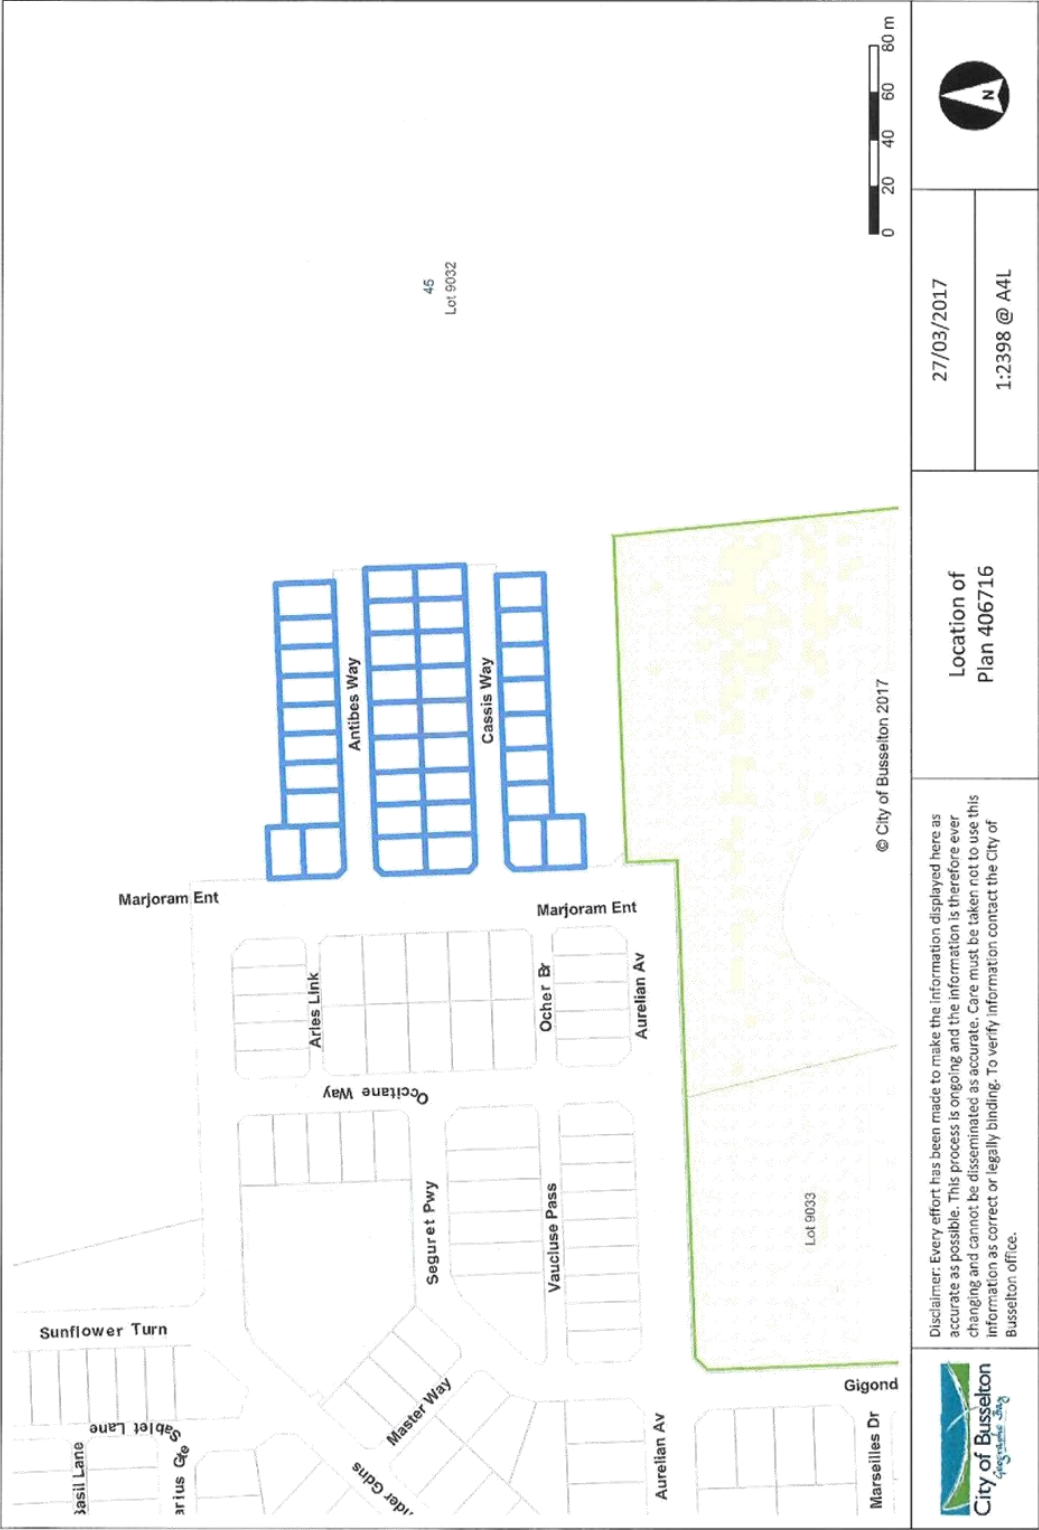 45
Lot 9032
Marjoram Ent
Antibes Way
Cassis Way
Marjoram Ent
Arles Link
Ocher Br
Aurelian Av
Occitane Way
Seguret Pwy
Vaucluse Pass
Lot 9033
Sunflower Turn
Sablet Lane
Lane
Gte
Master Way
Gdns
Aurelian Av
Gigond
Marseilles Dr
© City of Busselton 2017
0 20 40 60 80 m
City of Busselton
Geographe Bay
Disclaimer: Every effort has been made to make the information displayed here as
accurate as possible. This process is ongoing and the information is therefore ever
changing and cannot be disseminated as accurate. Care must be taken not to use this
information as correct or legally binding. To verify information contact the City of
Busselton office.
Location of
Plan 406716
27/03/2017
1:2398 @ A4L
N